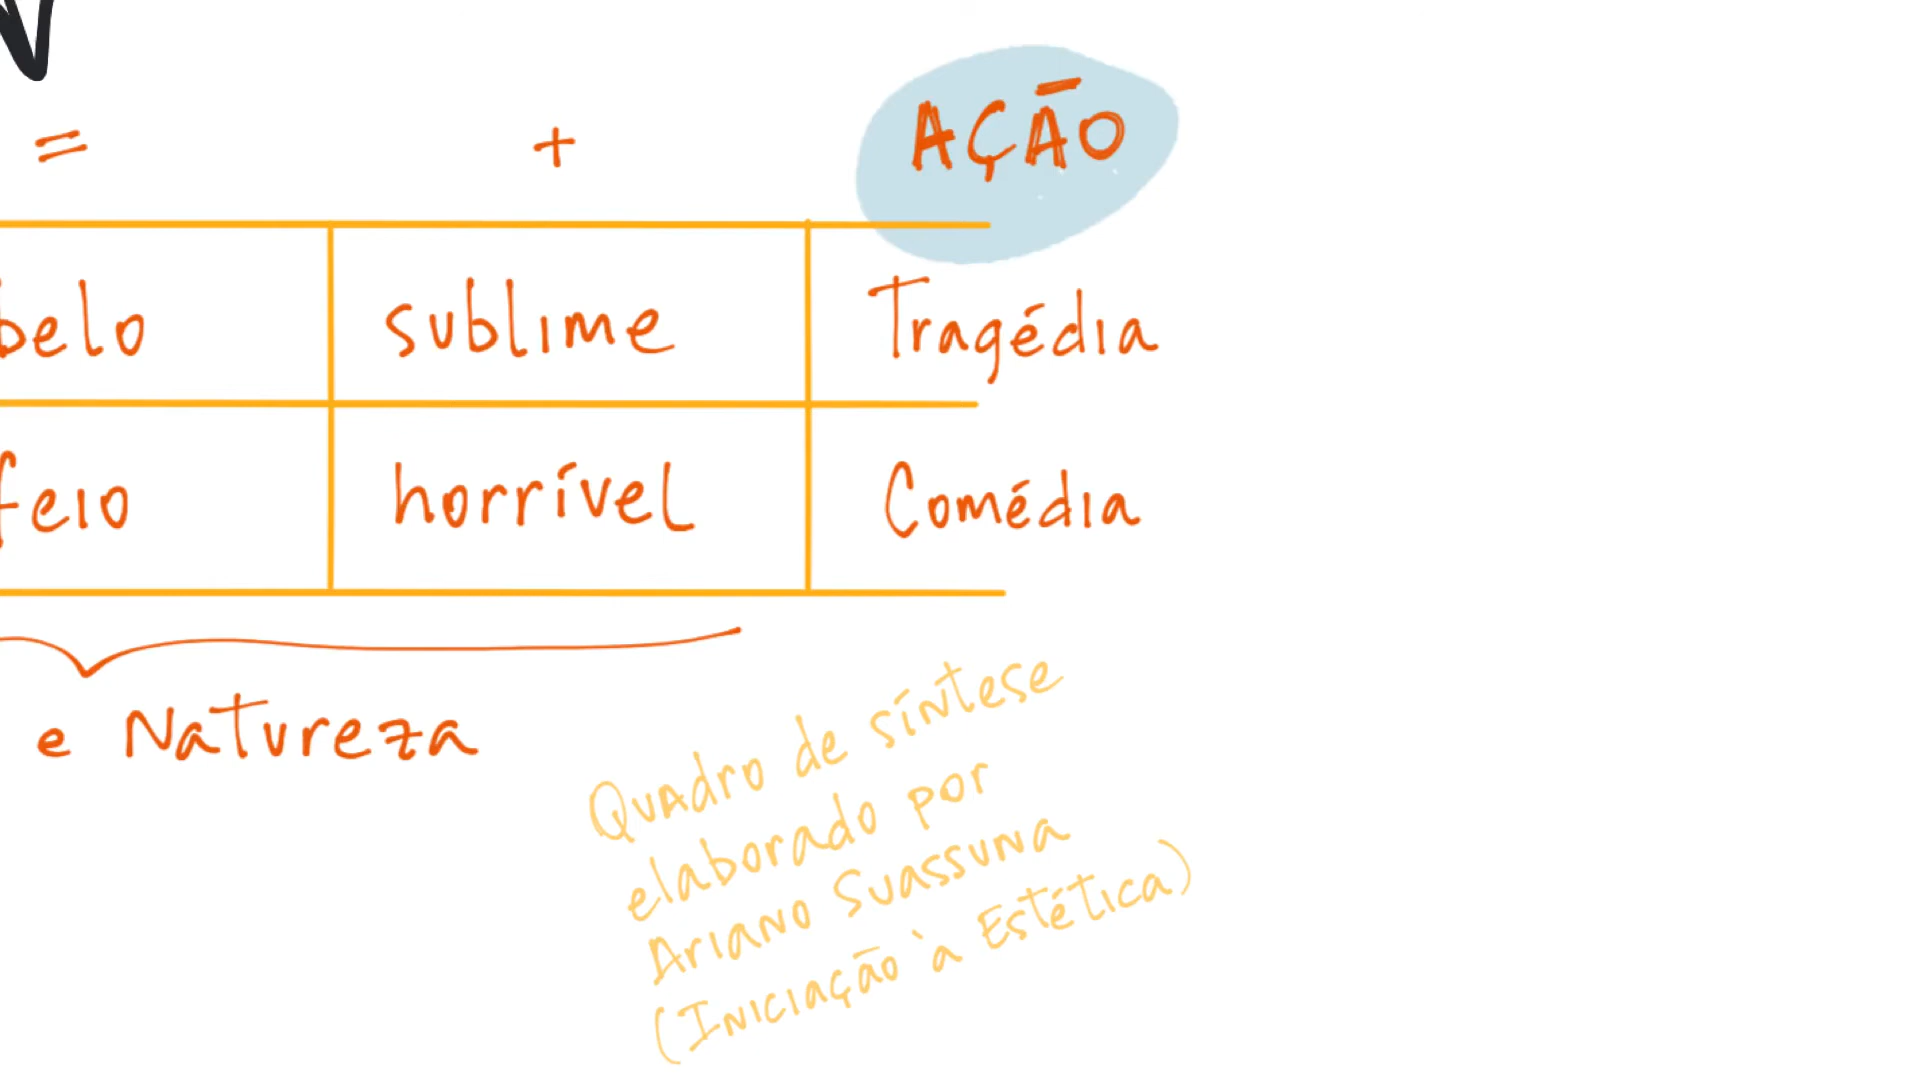 = + AÇÃO
belo sublime Tragédia
feio horrível Comédia
e Natureza
Quadro de síntese
elaborado por
Ariano Suassuna
(Iniciação à Estética)